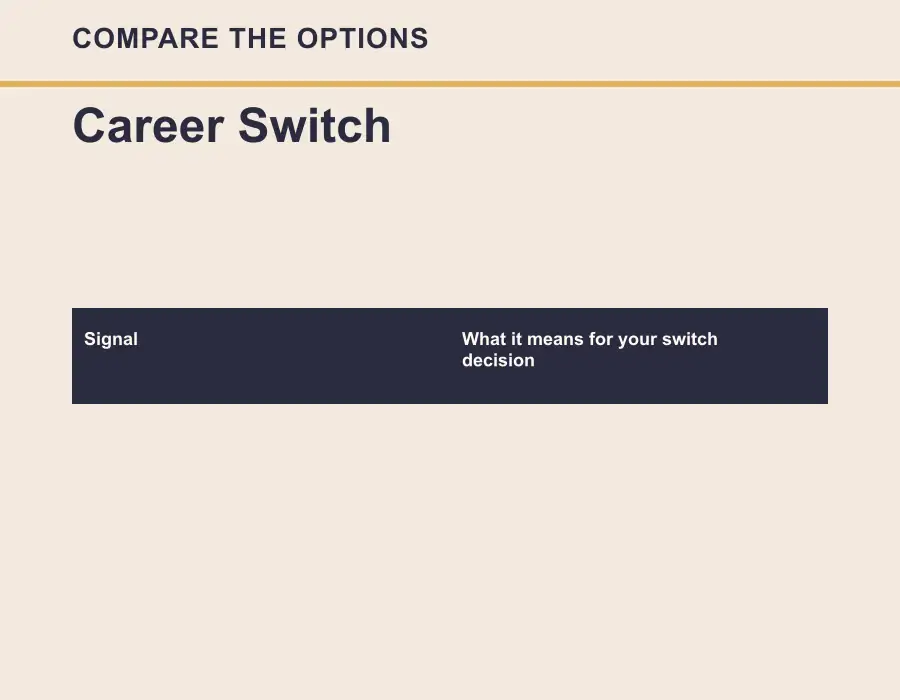 COMPARE THE OPTIONS
Career Switch
Signal
What it means for your switch
decision